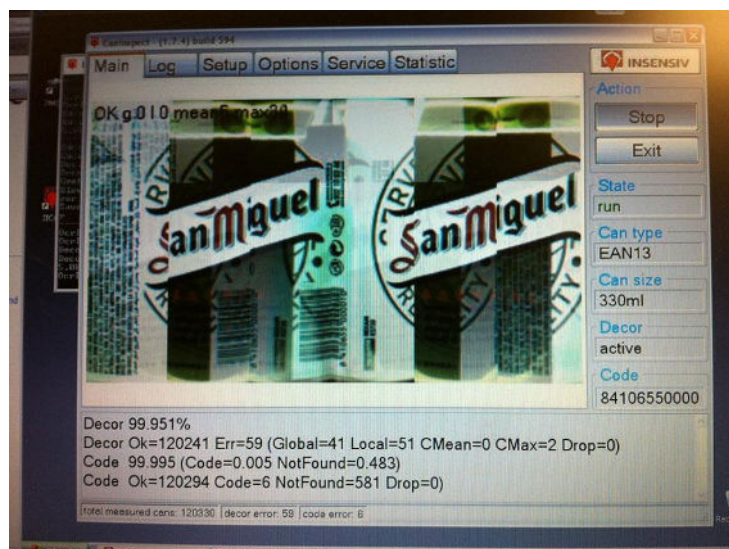 CanInspect - (1.7.4) build 594
Main Log Setup Options Service Statistic
INSENSIV
OK g:0 l:0 mean5 max30
San Miguel
San Miguel
Action
Stop
Exit
State
run
Can type
EAN13
Can size
330ml
Decor
active
Code
84106550000
Decor 99.951%
Decor Ok=120241 Err=59 (Global=41 Local=51 CMean=0 CMax=2 Drop=0)
Code 99.995 (Code=0.005 NotFound=0.483)
Code Ok=120294 Code=6 NotFound=581 Drop=0)
total measured cans: 120330 decor error: 59 code error: 6